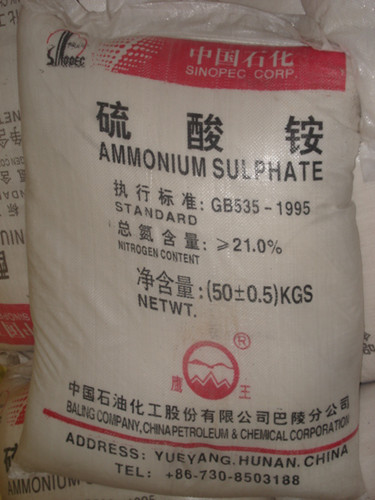 SINOPEC
中国石化
SINOPEC CORP.
硫酸铵
AMMONIUM SULPHATE
执行标准:GB535-1995
STANDARD
总氮含量:≥21.0%
NITROGEN CONTENT
净含量:(50±0.5)KGS
NETWT.
®
鹰王
中国石油化工股份有限公司巴陵分公司
BALING COMPANY,CHINA PETROLEUM & CHEMICAL CORPORATION
ADDRESS: YUEYANG.HUNAN.CHINA
TEL: +86-730-8503188